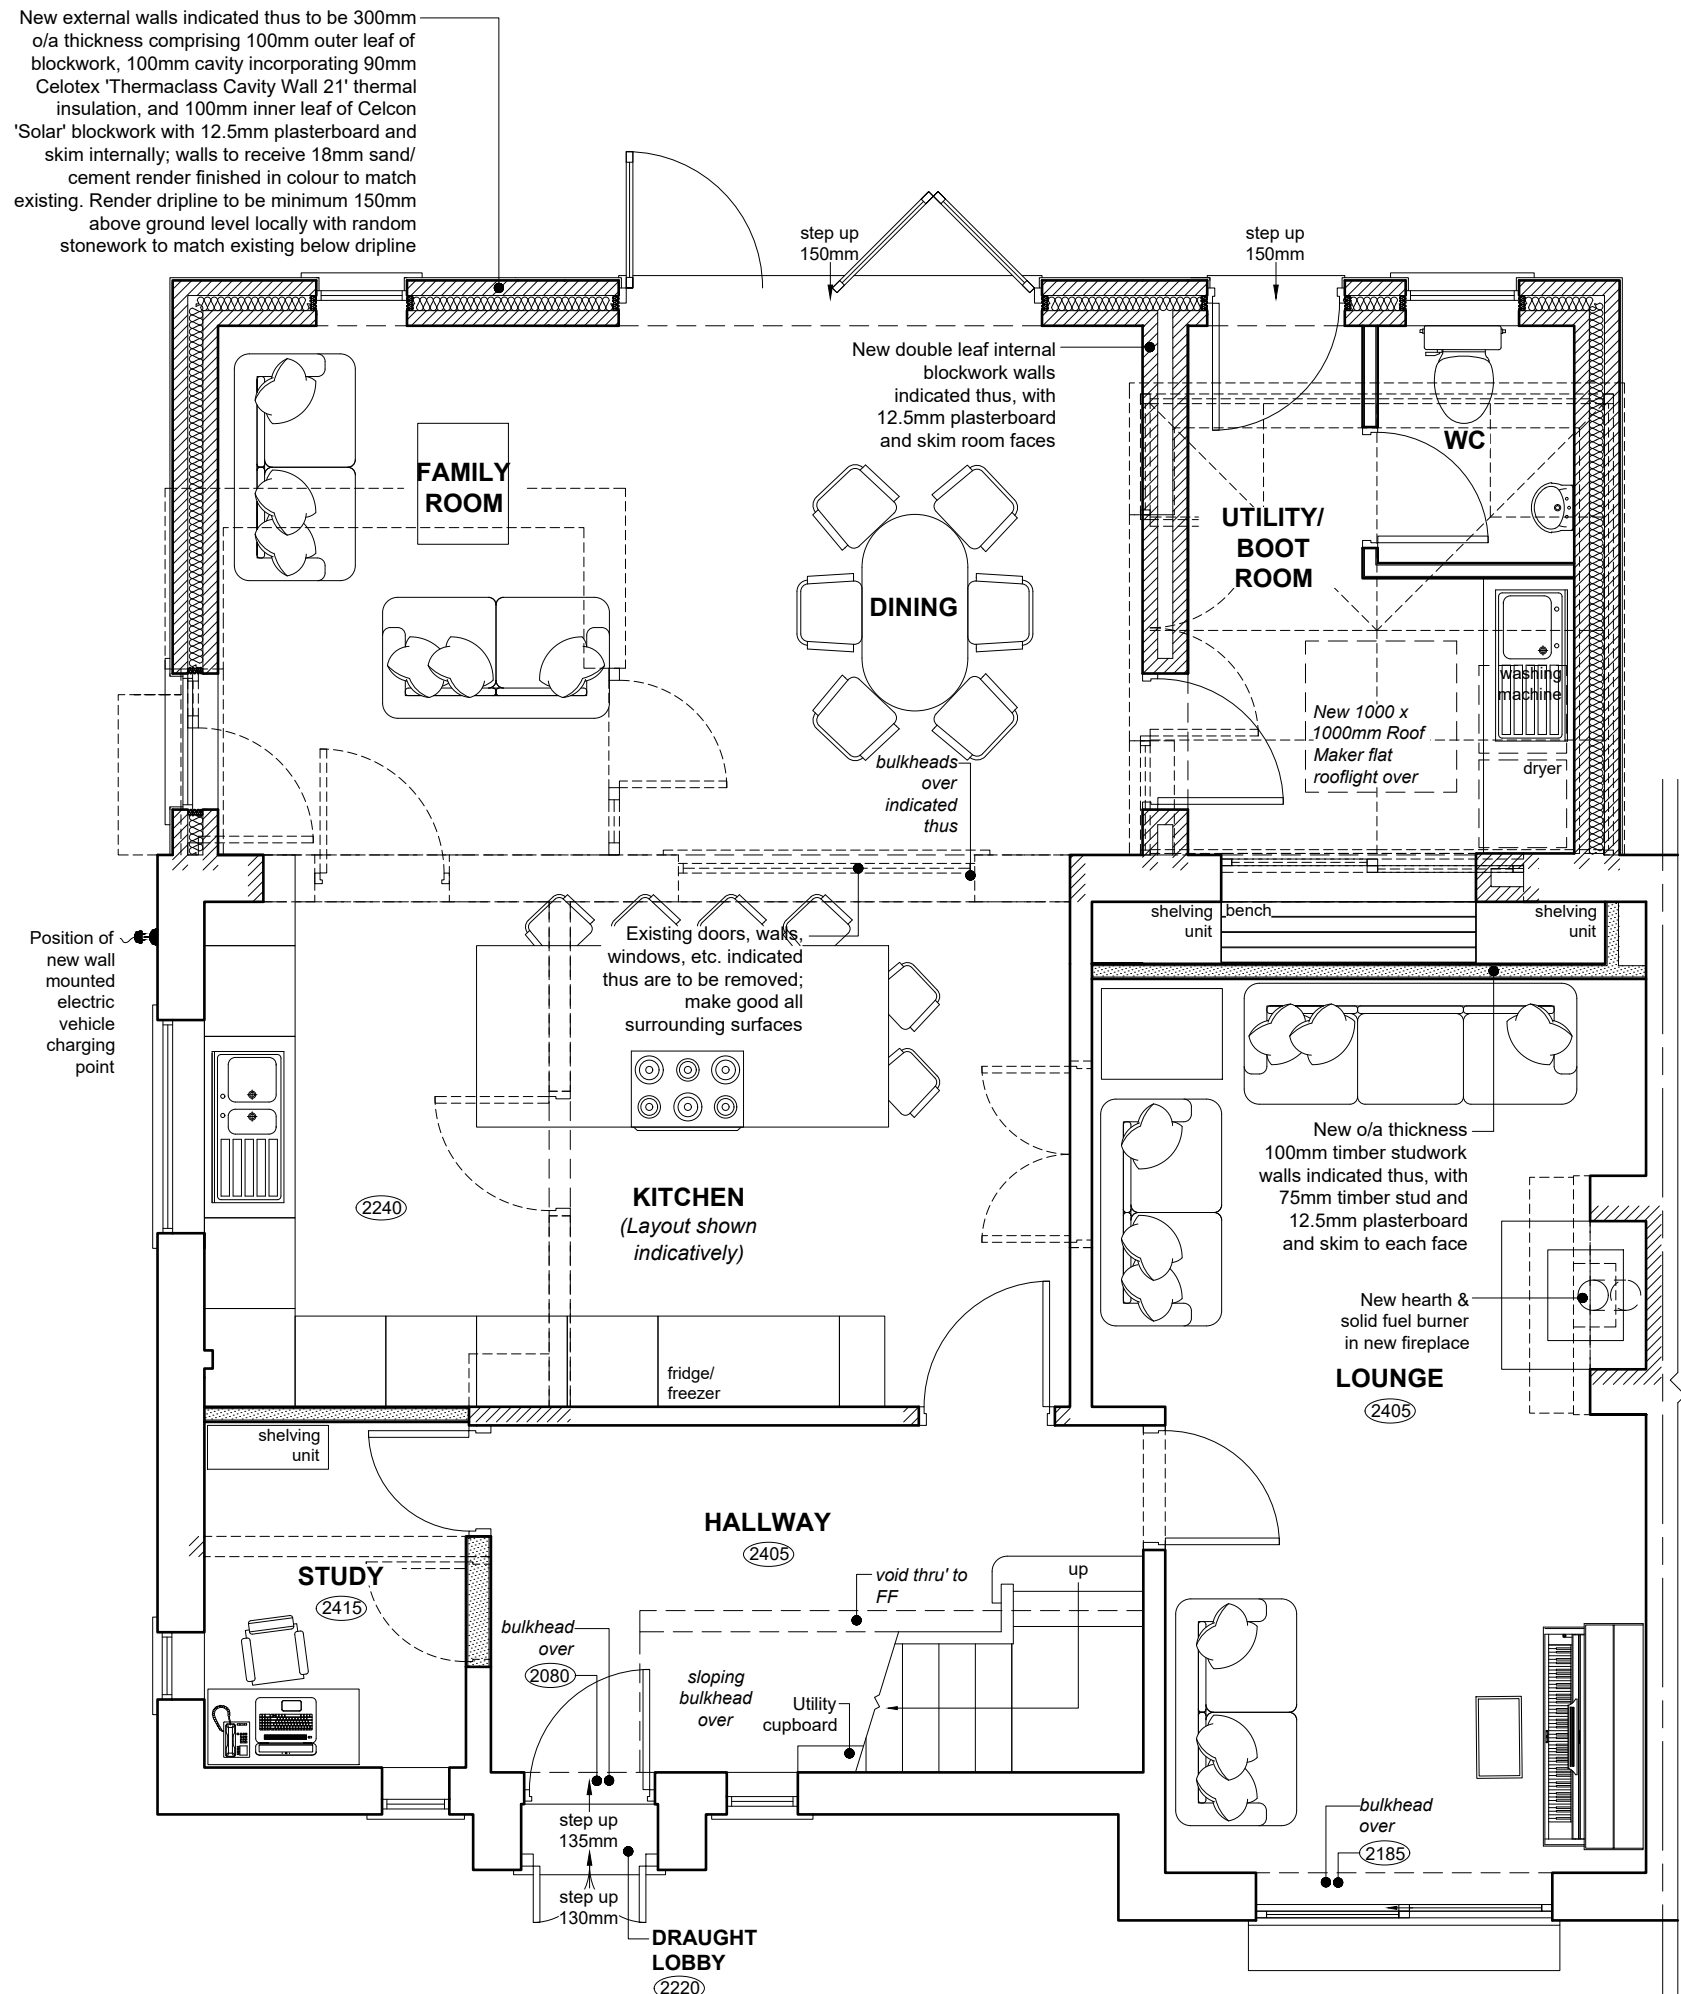 New external walls indicated thus to be 300mm
o/a thickness comprising 100mm outer leaf of
blockwork, 100mm cavity incorporating 90mm
Celotex 'Thermaclass Cavity Wall 21' thermal
insulation, and 100mm inner leaf of Celcon
'Solar' blockwork with 12.5mm plasterboard and
skim internally; walls to receive 18mm sand/
cement render finished in colour to match
existing. Render dripline to be minimum 150mm
above ground level locally with random
stonework to match existing below dripline
step up
150mm
step up
150mm
New double leaf internal
blockwork walls
indicated thus, with
12.5mm plasterboard
and skim room faces
WC
FAMILY
ROOM
UTILITY/
BOOT
ROOM
DINING
washing
machine
New 1000 x
1000mm Roof
Maker flat
rooflight over
dryer
bulkheads
over
indicated
thus
shelving
unit
bench
shelving
unit
Position of
new wall
mounted
electric
vehicle
charging
point
Existing doors, walls,
windows, etc. indicated
thus are to be removed;
make good all
surrounding surfaces
New o/a thickness
100mm timber studwork
walls indicated thus, with
75mm timber stud and
12.5mm plasterboard
and skim to each face
2240
KITCHEN
(Layout shown
indicatively)
New hearth &
solid fuel burner
in new fireplace
LOUNGE
2405
fridge/
freezer
shelving
unit
HALLWAY
2405
STUDY
2415
void thru' to
FF
up
bulkhead
over
2080
sloping
bulkhead
over
Utility
cupboard
step up
135mm
step up
130mm
bulkhead
over
2185
DRAUGHT
LOBBY
2220